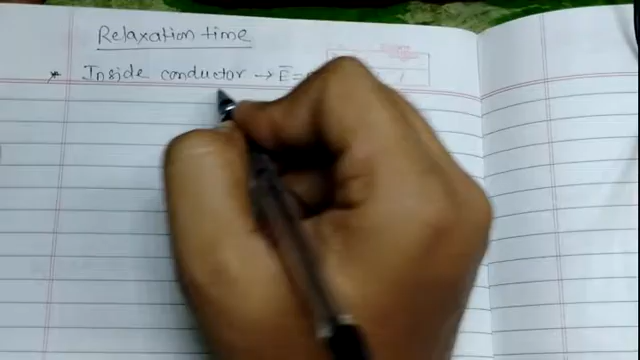 Relaxation time
* Inside conductor → E̅ =